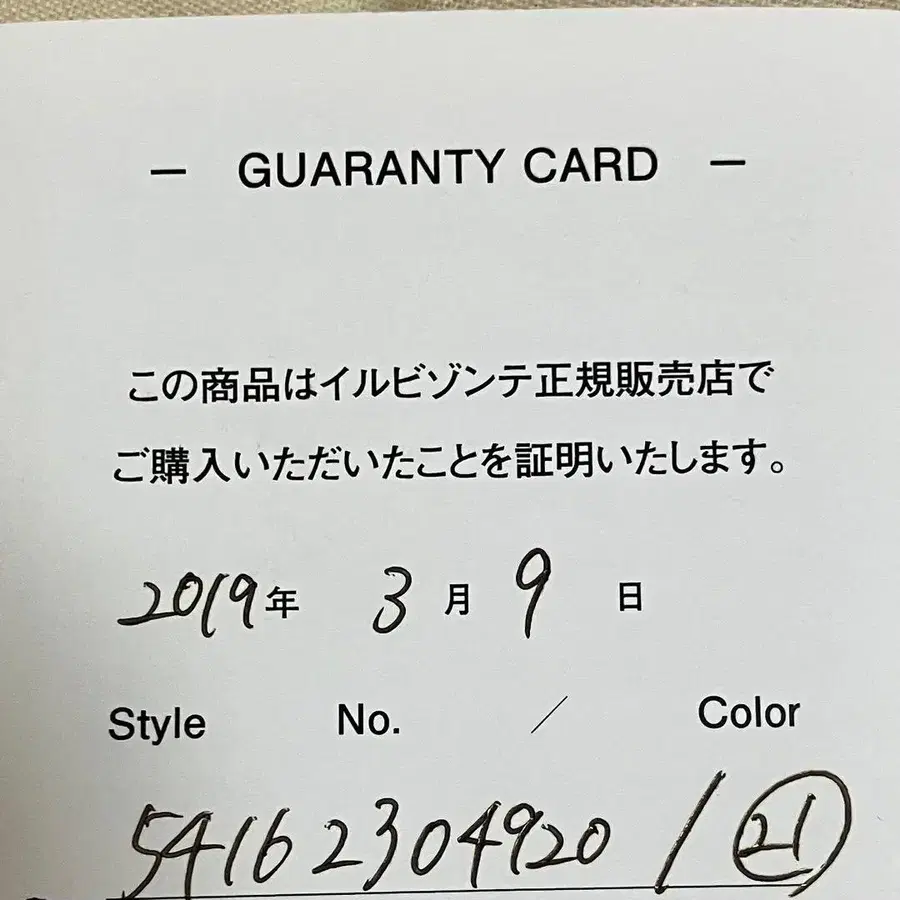 — GUARANTY CARD —
この商品はイルビゾンテ正規販売店で
ご購入いただいたことを証明いたします。
2019年 3月 9日
Style No. / Color
54162304920 / 21